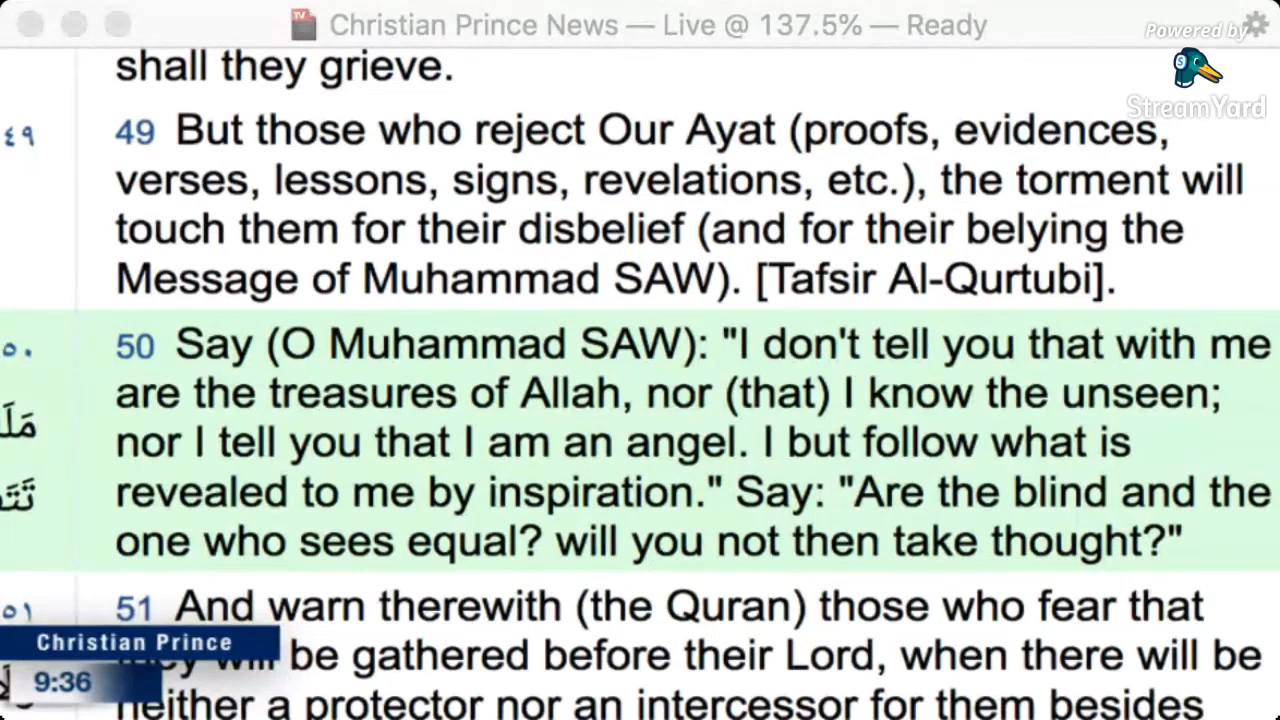 Christian Prince News — Live @ 137.5% — Ready
Powered by
StreamYard
shall they grieve.
٤٩
49 But those who reject Our Ayat (proofs, evidences,
verses, lessons, signs, revelations, etc.), the torment will
touch them for their disbelief (and for their belying the
Message of Muhammad SAW). [Tafsir Al-Qurtubi].
٥٠
50 Say (O Muhammad SAW): "I don't tell you that with me
are the treasures of Allah, nor (that) I know the unseen;
nor I tell you that I am an angel. I but follow what is
revealed to me by inspiration." Say: "Are the blind and the
one who sees equal? will you not then take thought?"
٥١
51 And warn therewith (the Quran) those who fear that
they will be gathered before their Lord, when there will be
neither a protector nor an intercessor for them besides
Christian Prince
9:36